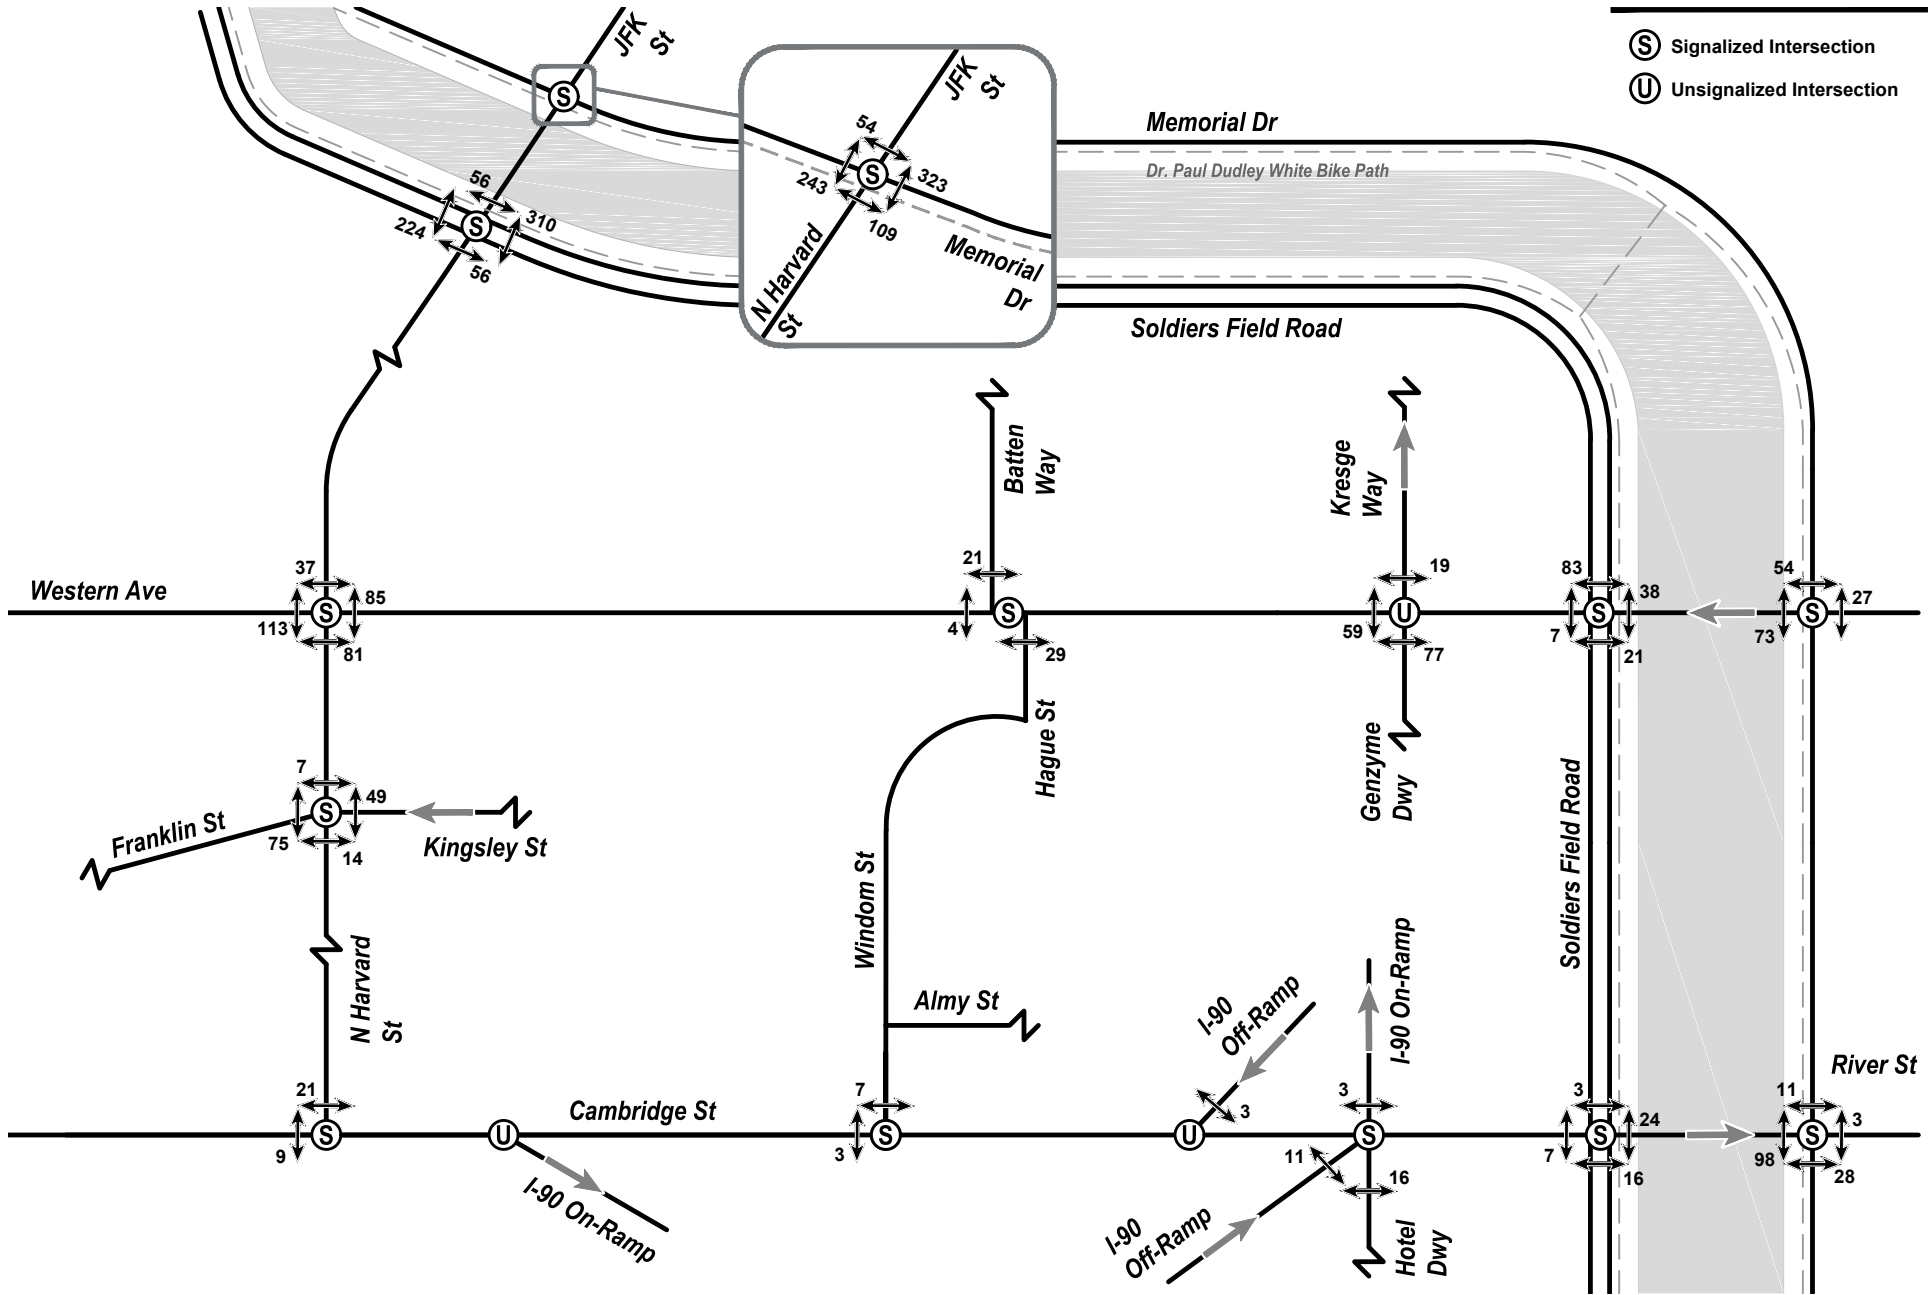 JFK
St
S Signalized Intersection
U Unsignalized Intersection
S
JFK
St
54
S
323
243
109
N Harvard
St
Memorial
Dr
Memorial Dr
Dr. Paul Dudley White Bike Path
56
S
310
224
56
Soldiers Field Road
Batten
Way
Kresge
Way
Western Ave
37
85
S
113
81
21
S
4
29
19
U
59
77
83
38
S
7
21
54
27
S
73
Hague St
Genzyme
Dwy
7
49
S
75
14
Franklin St
Kingsley St
Windom St
Soldiers Field Road
N Harvard
St
Almy St
I-90
Off-Ramp
I-90 On-Ramp
River St
21
S
9
Cambridge St
U
I-90 On-Ramp
7
S
3
3
U
3
S
11
16
I-90
Off-Ramp
Hotel
Dwy
3
24
S
7
16
11
3
S
98
28